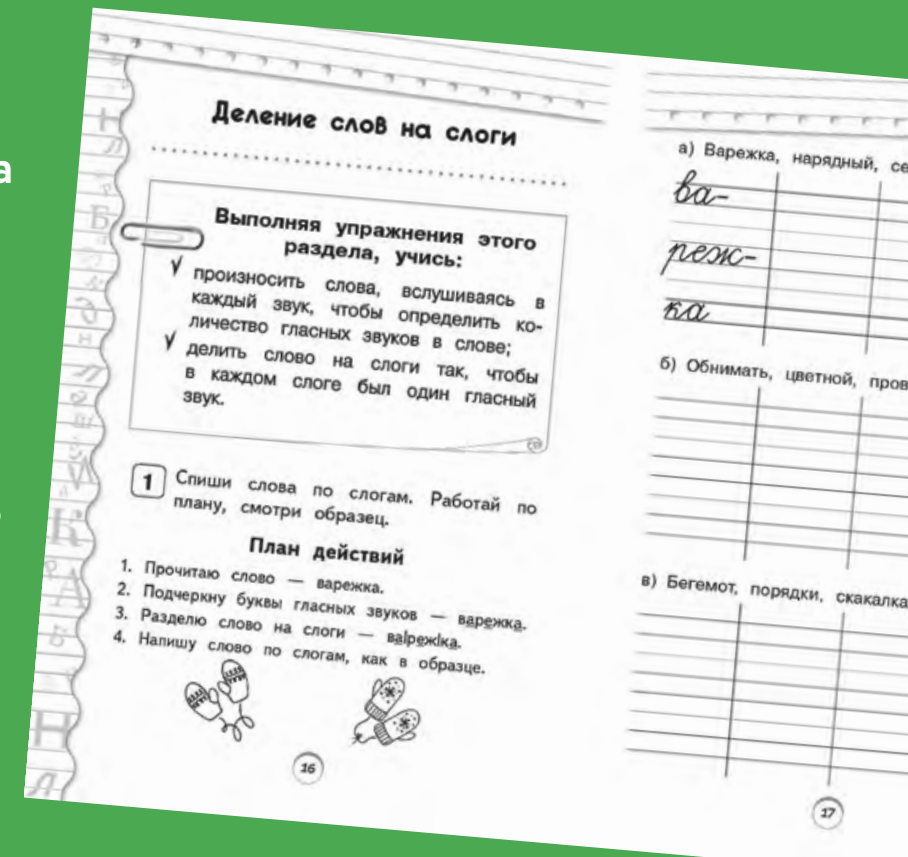 а
Деление слов на слоги
Выполняя упражнения этого
раздела, учись:
произносить слова, вслушиваясь в
каждый звук, чтобы определить ко-
личество гласных звуков в слове;
делить слово на слоги так, чтобы
в каждом слоге был один гласный
звук.
1 Спиши слова по слогам. Работай по
плану, смотри образец.
План действий
1. Прочитаю слово — варежка.
2. Подчеркну буквы гласных звуков — варежка.
3. Разделю слово на слоги — ва|реж|ка.
4. Напишу слово по слогам, как в образце.
16
а) Варежка, нарядный, се
ва-
реж-
ка
б) Обнимать, цветной, пров
в) Бегемот, порядки, скакалка
17